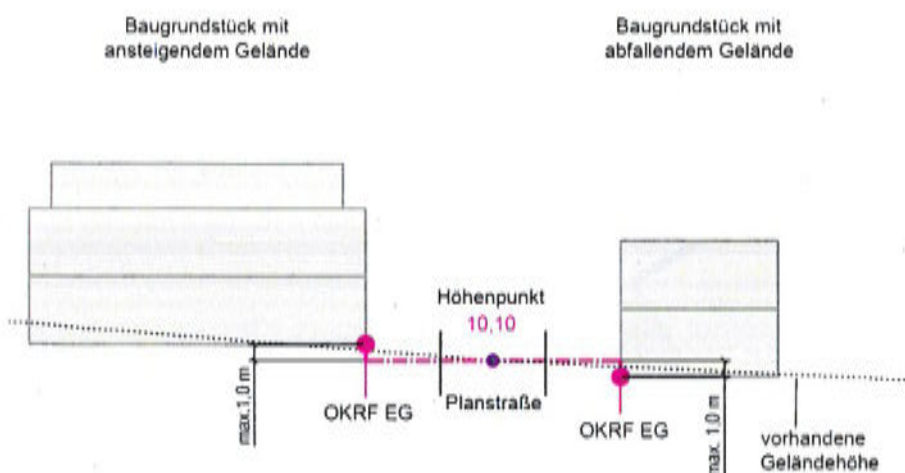 Baugrundstück mit
ansteigendem Gelände
Baugrundstück mit
abfallendem Gelände
Höhenpunkt
10,10
max.1,0 m
OKRF EG
Planstraße
OKRF EG
max. 1,0 m
vorhandene
Geländehöhe